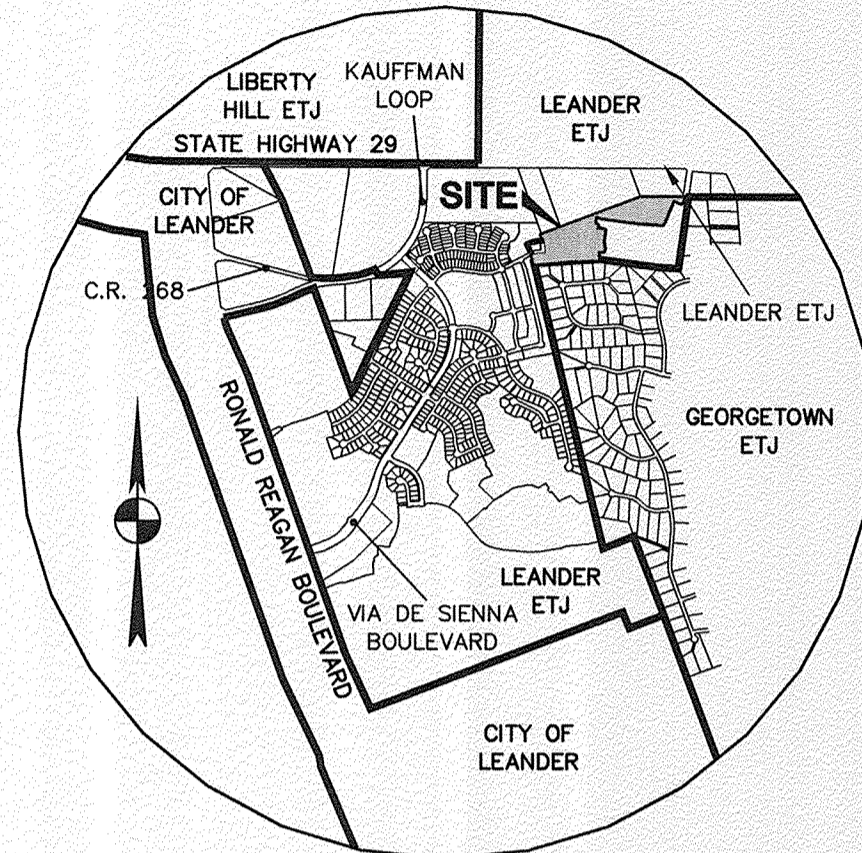 LIBERTY
HILL ETJ
KAUFFMAN
LOOP
LEANDER
ETJ
STATE HIGHWAY 29
CITY OF
LEANDER
SITE
C.R. 268
LEANDER ETJ
RONALD REAGAN BOULEVARD
GEORGETOWN
ETJ
LEANDER
ETJ
VIA DE SIENNA
BOULEVARD
CITY OF
LEANDER